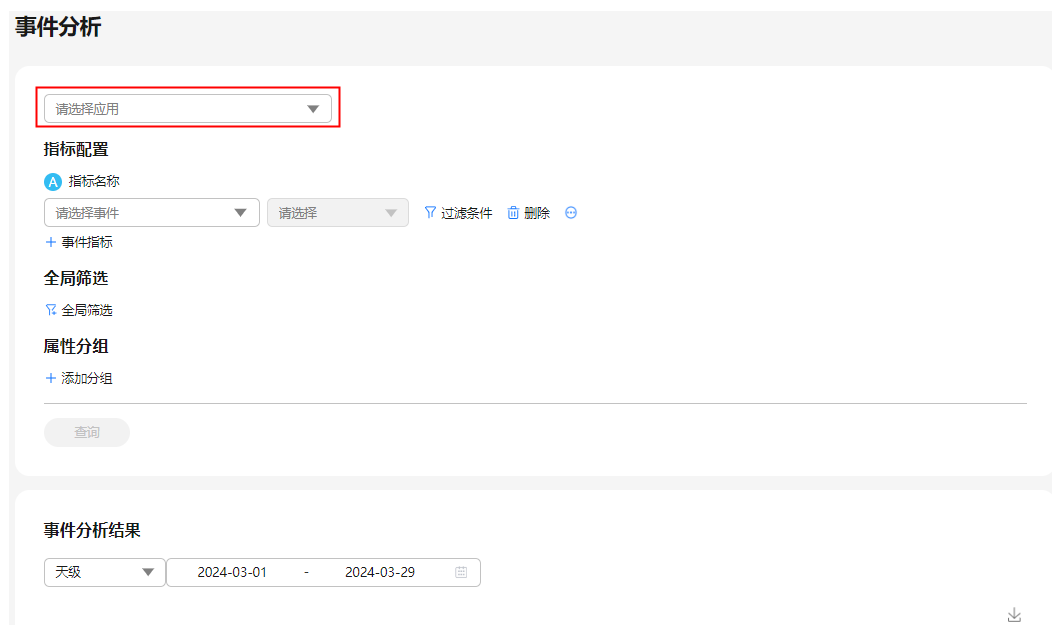 事件分析
请选择应用
指标配置
A 指标名称
请选择事件 请选择 过滤条件 删除
+ 事件指标
全局筛选
全局筛选
属性分组
+ 添加分组
查询
事件分析结果
天级 2024-03-01 - 2024-03-29